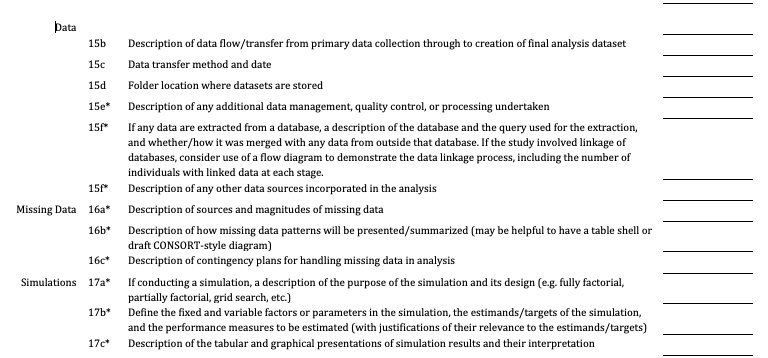 Data
15b Description of data flow/transfer from primary data collection through to creation of final analysis dataset
15c Data transfer method and date
15d Folder location where datasets are stored
15e* Description of any additional data management, quality control, or processing undertaken
15f* If any data are extracted from a database, a description of the database and the query used for the extraction,
and whether/how it was merged with any data from outside that database. If the study involved linkage of
databases, consider use of a flow diagram to demonstrate the data linkage process, including the number of
individuals with linked data at each stage.
15f* Description of any other data sources incorporated in the analysis
Missing Data 16a* Description of sources and magnitudes of missing data
16b* Description of how missing data patterns will be presented/summarized (may be helpful to have a table shell or
draft CONSORT-style diagram)
16c* Description of contingency plans for handling missing data in analysis
Simulations 17a* If conducting a simulation, a description of the purpose of the simulation and its design (e.g. fully factorial,
partially factorial, grid search, etc.)
17b* Define the fixed and variable factors or parameters in the simulation, the estimands/targets of the simulation,
and the performance measures to be estimated (with justifications of their relevance to the estimands/targets)
17c* Description of the tabular and graphical presentations of simulation results and their interpretation